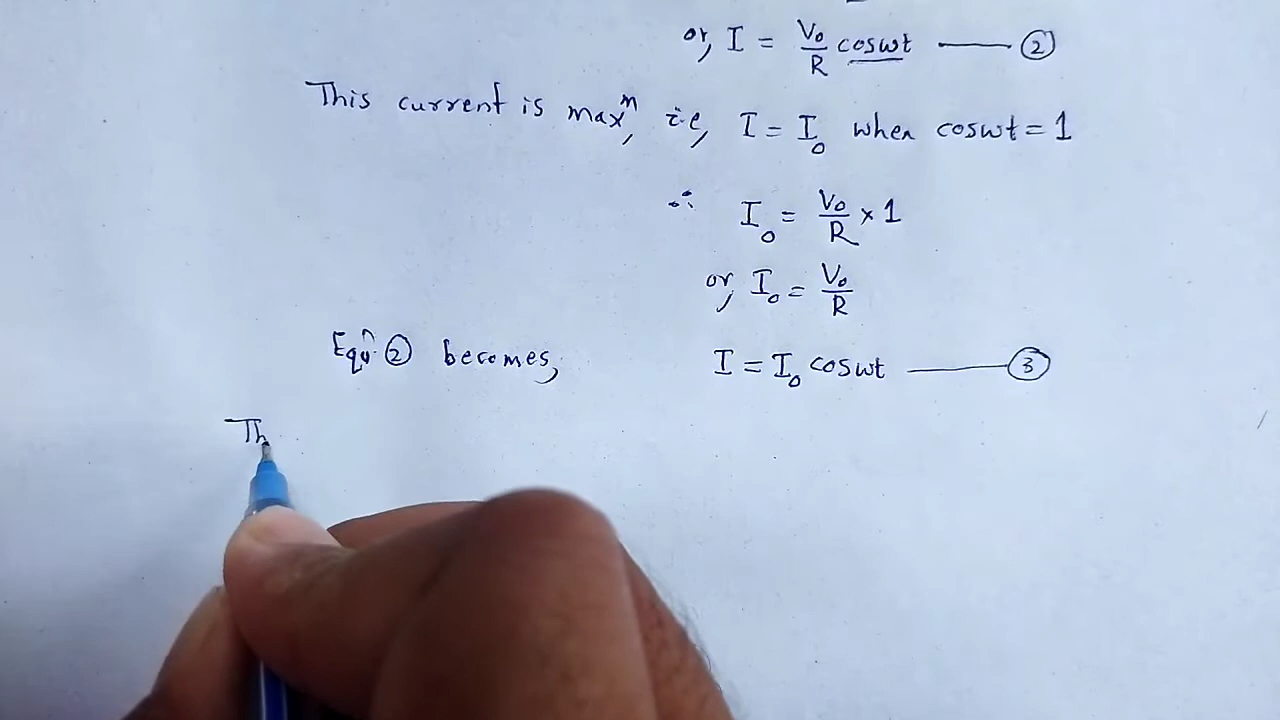 or, I = V₀/R coswt —— ②
This current is maxᵐ, i.e, I = I₀ when coswt = 1
∴ I₀ = V₀/R × 1
or, I₀ = V₀/R
Equⁿ. ② becomes, I = I₀ coswt —— ③
Th